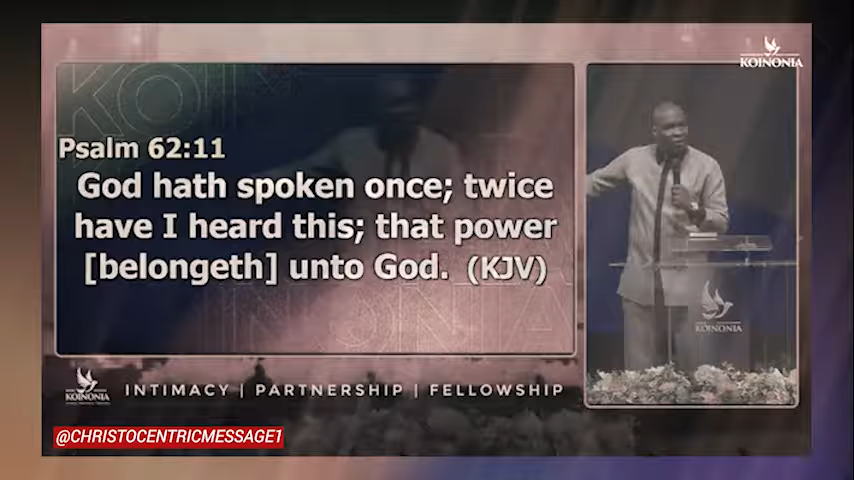 KOINONIA
Psalm 62:11
God hath spoken once; twice
have I heard this; that power
[belongeth] unto God. (KJV)
KOINONIA
KOINONIA
INTIMACY | PARTNERSHIP | FELLOWSHIP
@CHRISTOCENTRICMESSAGE1